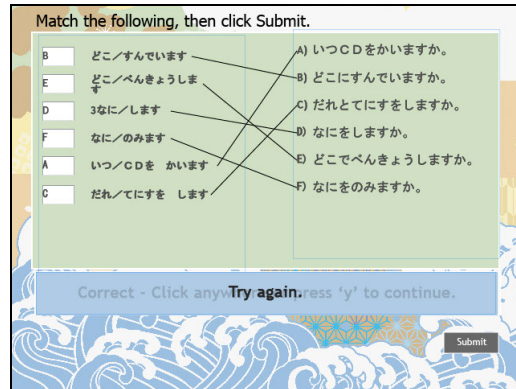 Match the following, then click Submit.
B どこ／すんでいます
E どこ／べんきょうしま
す
D 3なに／します
F なに／のみます
A いつ／ＣＤを　かいます
C だれ／てにすを　します
A) いつＣＤをかいますか。
B) どこにすんでいますか。
C) だれとてにすをしますか。
D) なにをしますか。
E) どこでべんきょうしますか。
F) なにをのみますか。
Try again.
Correct - Click anyw press ‘y’ to continue.
Submit